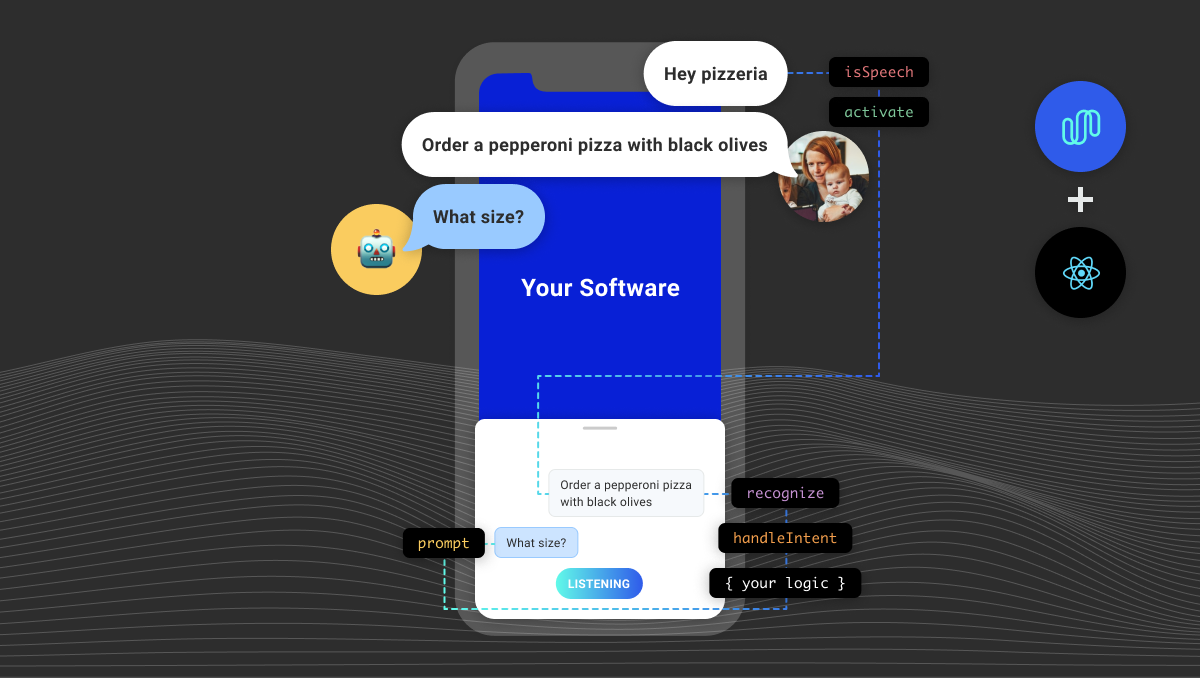 Hey pizzeria
isSpeech
activate
Order a pepperoni pizza with black olives
What size?
Your Software
Order a pepperoni pizza
with black olives
recognize
handleIntent
prompt
What size?
LISTENING
{ your logic }